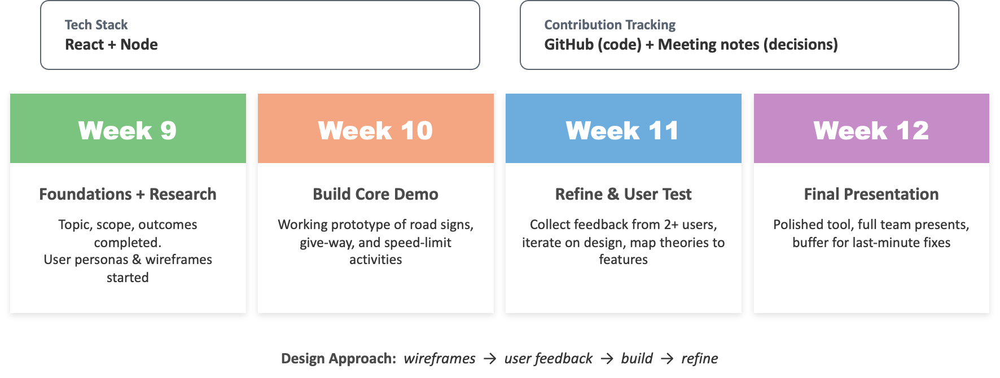 Tech Stack
React + Node
Contribution Tracking
GitHub (code) + Meeting notes (decisions)
Week 9
Foundations + Research
Topic, scope, outcomes
completed.
User personas & wireframes
started
Week 10
Build Core Demo
Working prototype of road signs,
give-way, and speed-limit
activities
Week 11
Refine & User Test
Collect feedback from 2+ users,
iterate on design, map theories to
features
Week 12
Final Presentation
Polished tool, full team presents,
buffer for last-minute fixes
Design Approach: wireframes → user feedback → build → refine